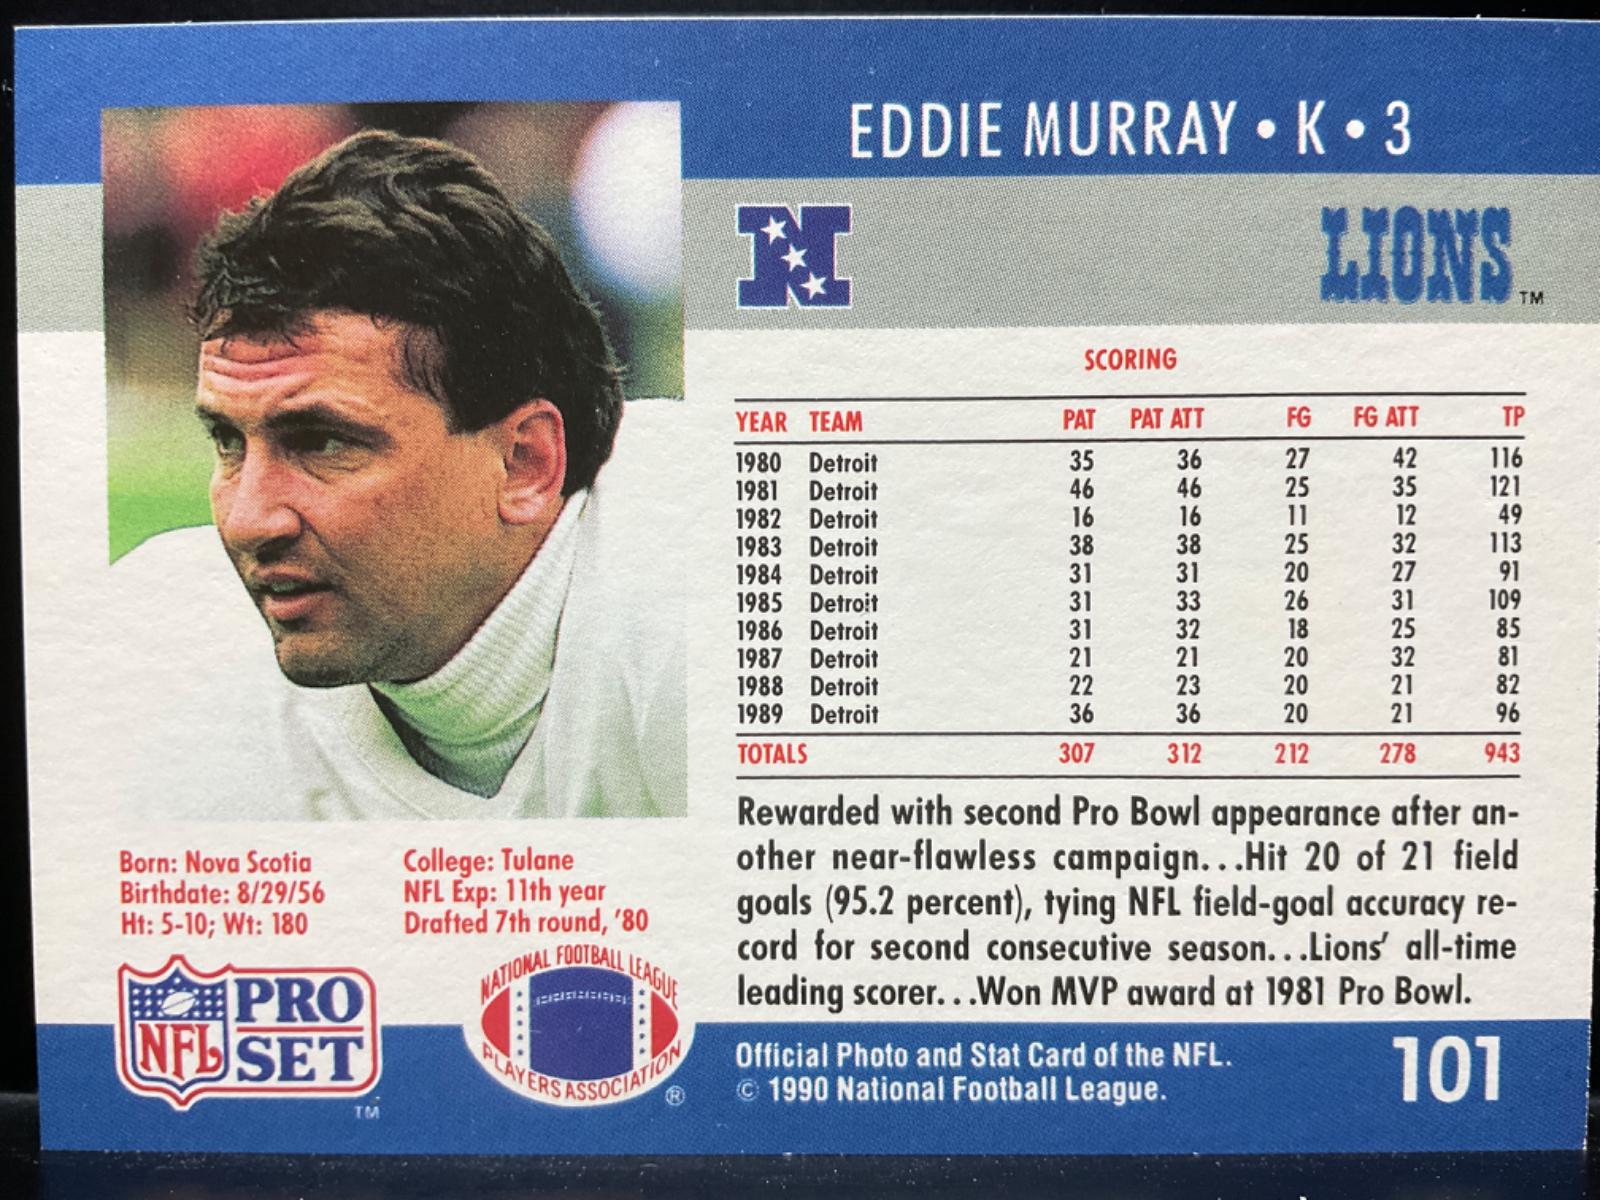 EDDIE MURRAY • K • 3
N
LIONS TM
SCORING
YEAR TEAM PAT PAT ATT FG FG ATT TP
1980 Detroit 35 36 27 42 116
1981 Detroit 46 46 25 35 121
1982 Detroit 16 16 11 12 49
1983 Detroit 38 38 25 32 113
1984 Detroit 31 31 20 27 91
1985 Detroit 31 33 26 31 109
1986 Detroit 31 32 18 25 85
1987 Detroit 21 21 20 32 81
1988 Detroit 22 23 20 21 82
1989 Detroit 36 36 20 21 96
TOTALS 307 312 212 278 943
Rewarded with second Pro Bowl appearance after an-
other near-flawless campaign...Hit 20 of 21 field
goals (95.2 percent), tying NFL field-goal accuracy re-
cord for second consecutive season...Lions' all-time
leading scorer...Won MVP award at 1981 Pro Bowl.
Born: Nova Scotia
Birthdate: 8/29/56
Ht: 5-10; Wt: 180
College: Tulane
NFL Exp: 11th year
Drafted 7th round, '80
NFL
PRO
SET
TM
NATIONAL FOOTBALL LEAGUE
PLAYERS ASSOCIATION
®
Official Photo and Stat Card of the NFL.
© 1990 National Football League.
101